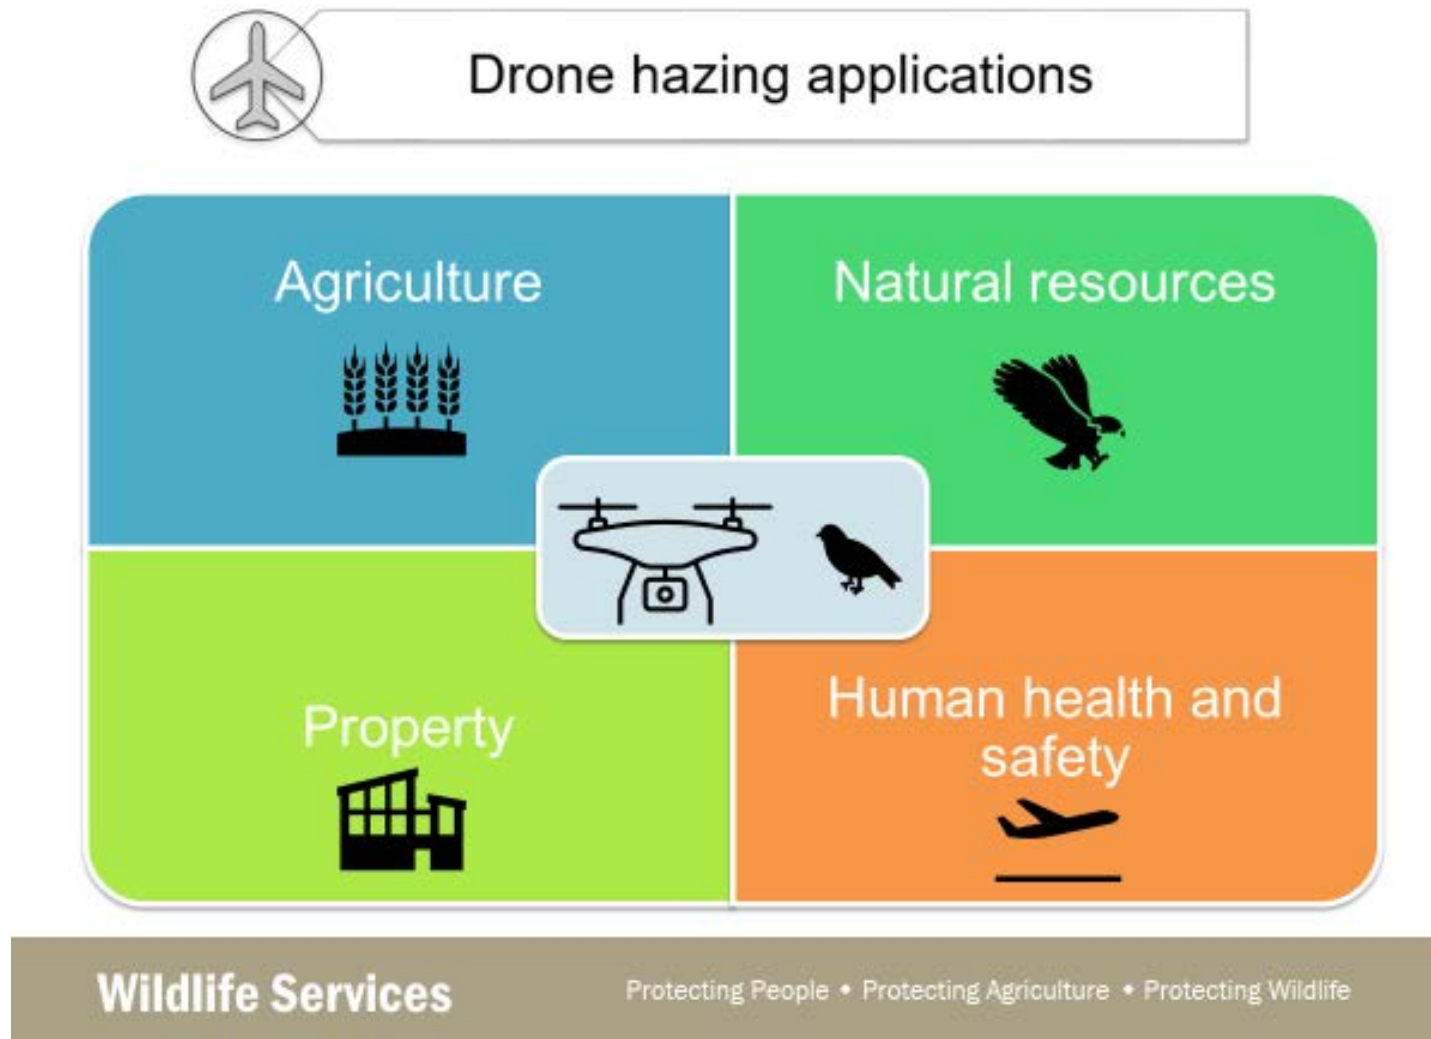 Drone hazing applications
Agriculture
Natural resources
Property
Human health and
safety
Wildlife Services
Protecting People • Protecting Agriculture • Protecting Wildlife